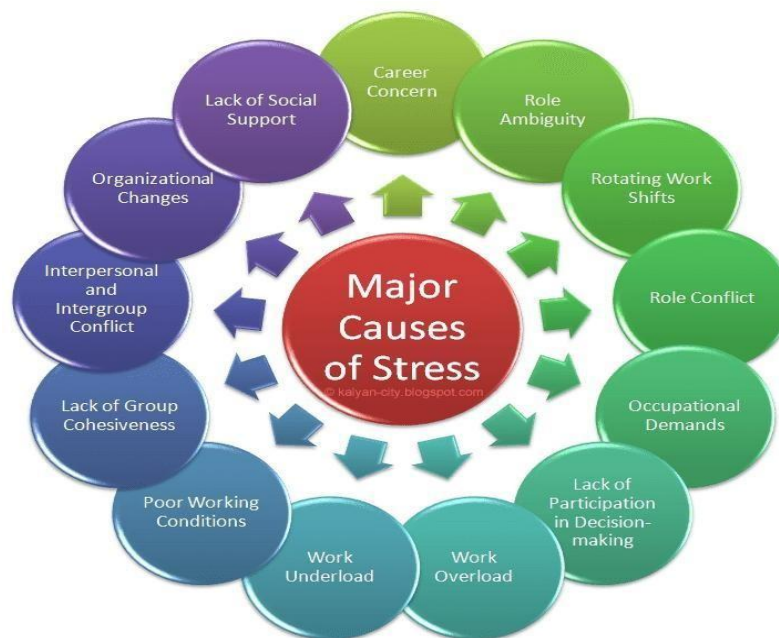 Major
Causes
of Stress
© kalyan-city.blogspot.com
Career
Concern
Role
Ambiguity
Rotating Work
Shifts
Role Conflict
Occupational
Demands
Lack of
Participation
in Decision-
making
Work
Overload
Work
Underload
Poor Working
Conditions
Lack of Group
Cohesiveness
Interpersonal
and
Intergroup
Conflict
Organizational
Changes
Lack of Social
Support